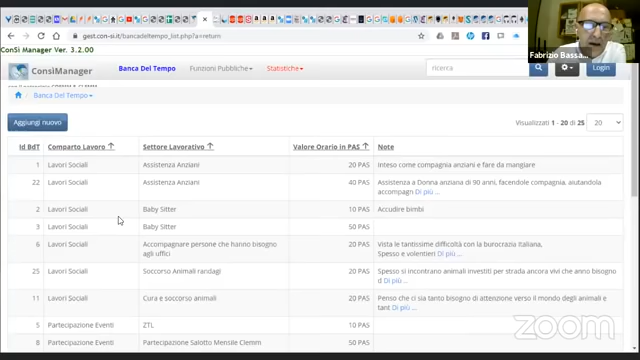 gest.con-si.it/bancadeltempo_list.php?a=return
ConSi Manager Ver. 3.2.00
Fabrizio Bassa...
ConsiManager
Banca Del Tempo
Funzioni Pubbliche
Statistiche
ricerca
Login
Banca Del Tempo
Aggiungi nuovo
Visualizzati 1 - 20 di 25
20
Id BdT Comparto Lavoro Settore Lavorativo Valore Orario in PAS Note
1 Lavori Sociali Assistenza Anziani 20 PAS Inteso come compagnia anziani e fare da mangiare
22 Lavori Sociali Assistenza Anziani 40 PAS Assistenza a Donna anziana di 90 anni, facendole compagnia, aiutandola
accompagn Di più ...
2 Lavori Sociali Baby Sitter 10 PAS Accudire bimbi
3 Lavori Sociali Baby Sitter 50 PAS
6 Lavori Sociali Accompagnare persone che hanno bisogno 20 PAS Vista le tantissime difficoltà con la burocrazia Italiana,
agli uffici Spesso e volentieri Di più ...
25 Lavori Sociali Soccorso Animali randagi 20 PAS Spesso si incontrano animali investiti per strada ancora vivi che anno bisogno
d Di più ...
11 Lavori Sociali Cura e soccorso animali 20 PAS Penso che ci sia tanto bisogno di attenzione verso il mondo degli animali e
tant Di più ...
5 Partecipazione Eventi ZTL 10 PAS
8 Partecipazione Eventi Partecipazione Salotto Mensile Clemm 50 PAS
zoom